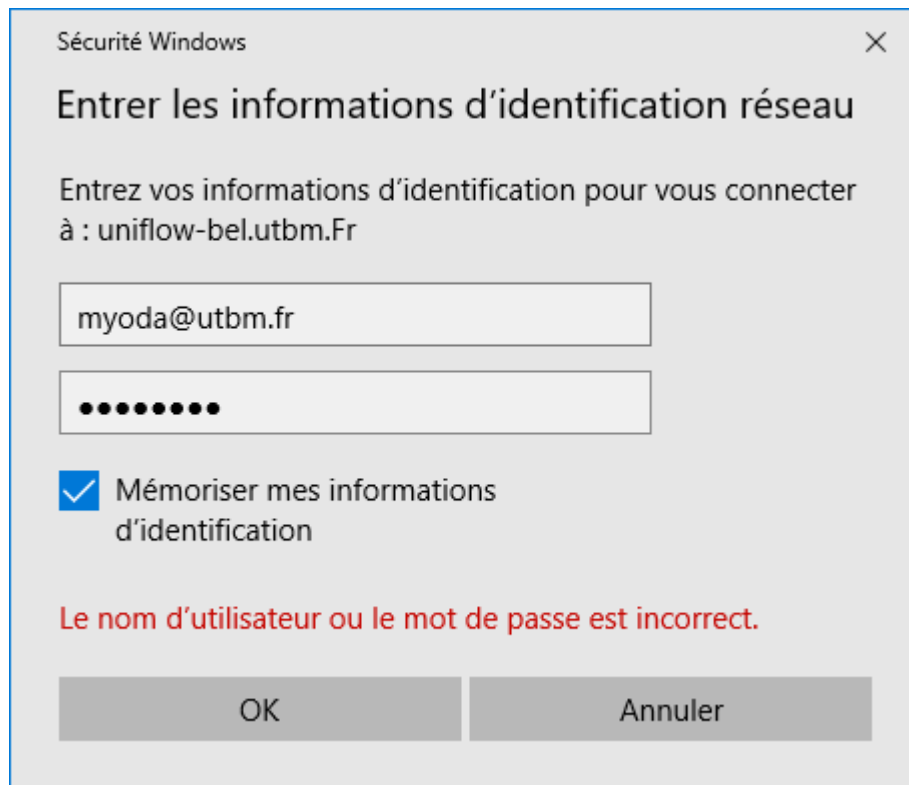 Sécurité Windows
Entrer les informations d’identification réseau
Entrez vos informations d’identification pour vous connecter
à : uniflow-bel.utbm.Fr
myoda@utbm.fr
●●●●●●●●
Mémoriser mes informations
d’identification
Le nom d’utilisateur ou le mot de passe est incorrect.
OK
Annuler